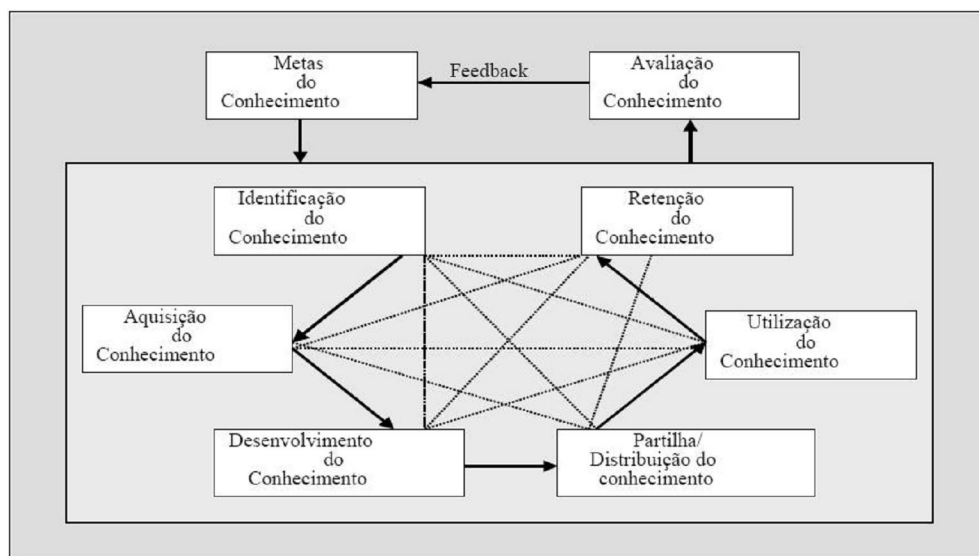 Metas
do
Conhecimento
Feedback
Avaliação
do
Conhecimento
Identificação
do
Conhecimento
Retenção
do
Conhecimento
Aquisição
do
Conhecimento
Utilização
do
Conhecimento
Desenvolvimento
do
Conhecimento
Partilha/
Distribuição do
conhecimento